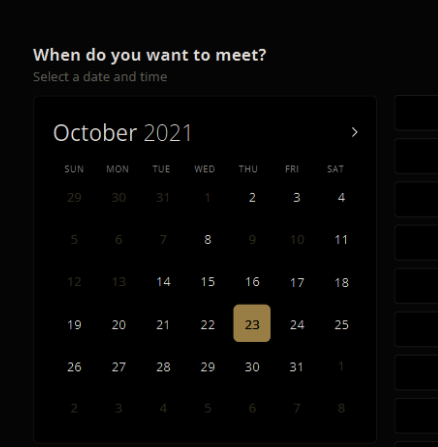 When do you want to meet?
Select a date and time
October 2021 >
SUN MON TUE WED THU FRI SAT
29 30 31 1 2 3 4
5 6 7 8 9 10 11
12 13 14 15 16 17 18
19 20 21 22 23 24 25
26 27 28 29 30 31 1
2 3 4 5 6 7 8